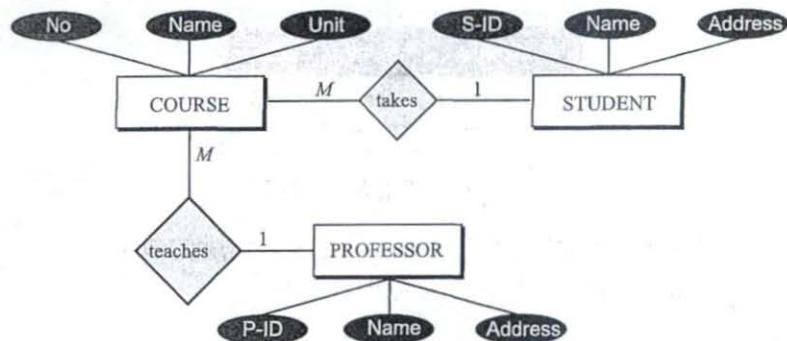 No Name Unit S-ID Name Address
COURSE M takes 1 STUDENT
M
teaches 1 PROFESSOR
P-ID Name Address